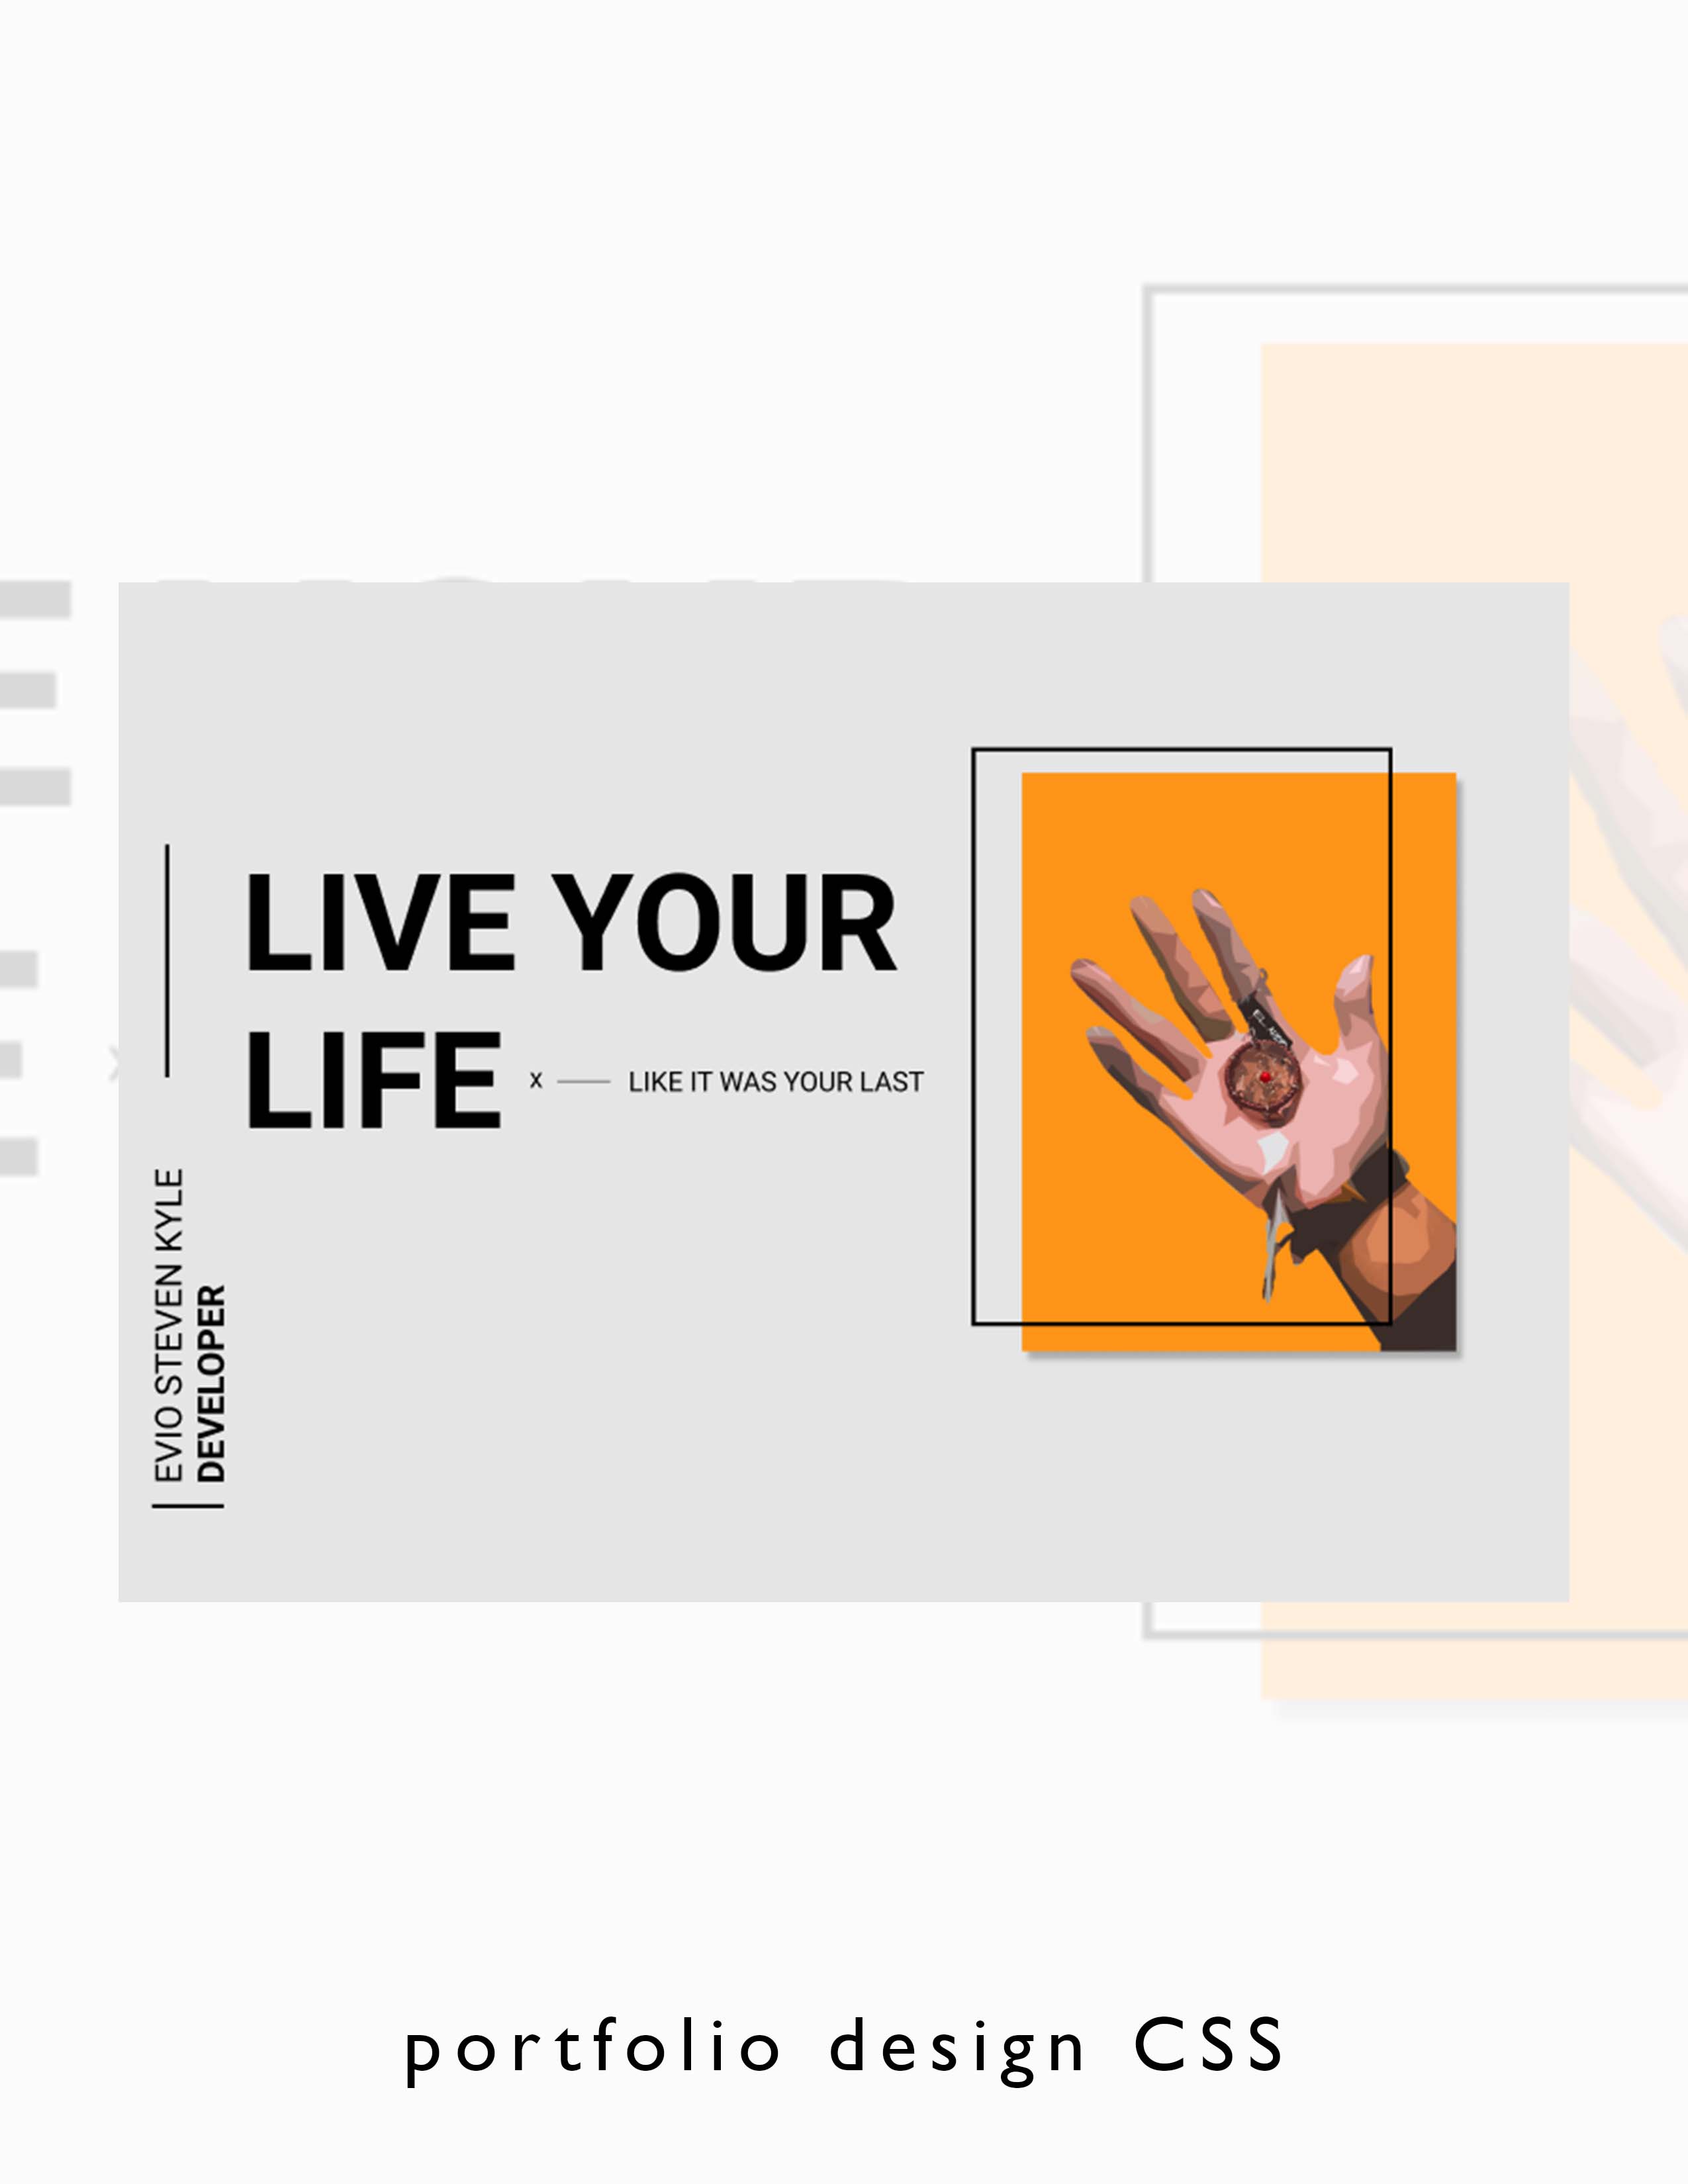 LIVE YOUR
LIFE x LIKE IT WAS YOUR LAST
EVIO STEVEN KYLE
DEVELOPER
portfolio design CSS